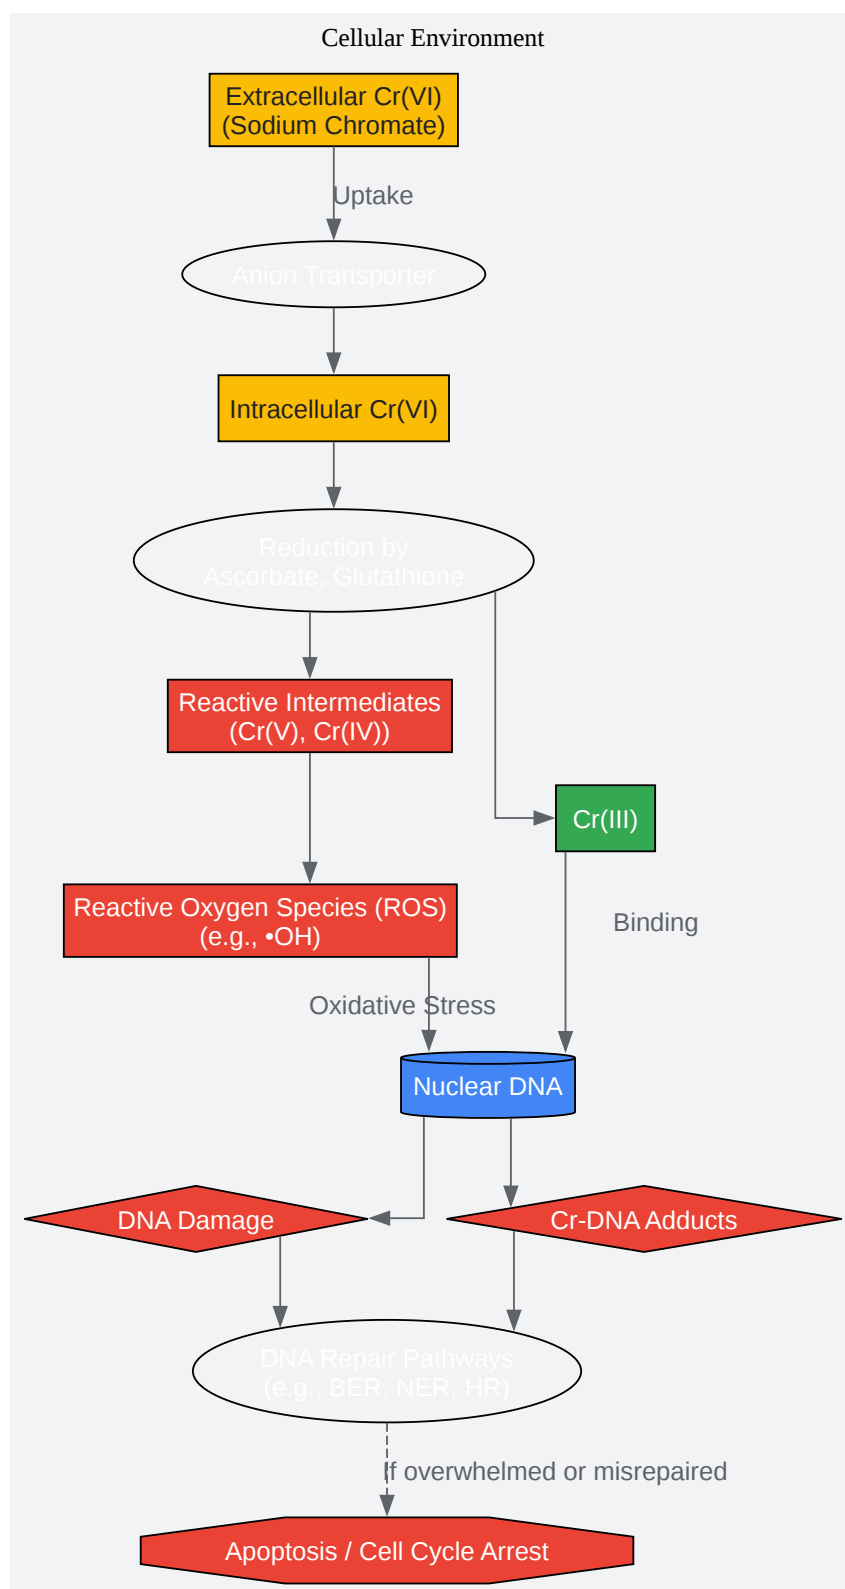 Cellular Environment
Extracellular Cr(VI)
(Sodium Chromate)
Uptake
Anion Transporter
Intracellular Cr(VI)
Reduction by
Ascorbate, Glutathione
Reactive Intermediates
(Cr(V), Cr(IV))
Cr(III)
Reactive Oxygen Species (ROS)
(e.g., •OH)
Binding
Oxidative Stress
Nuclear DNA
DNA Damage
Cr-DNA Adducts
DNA Repair Pathways
(e.g., BER, NER, HR)
If overwhelmed or misrepaired
Apoptosis / Cell Cycle Arrest